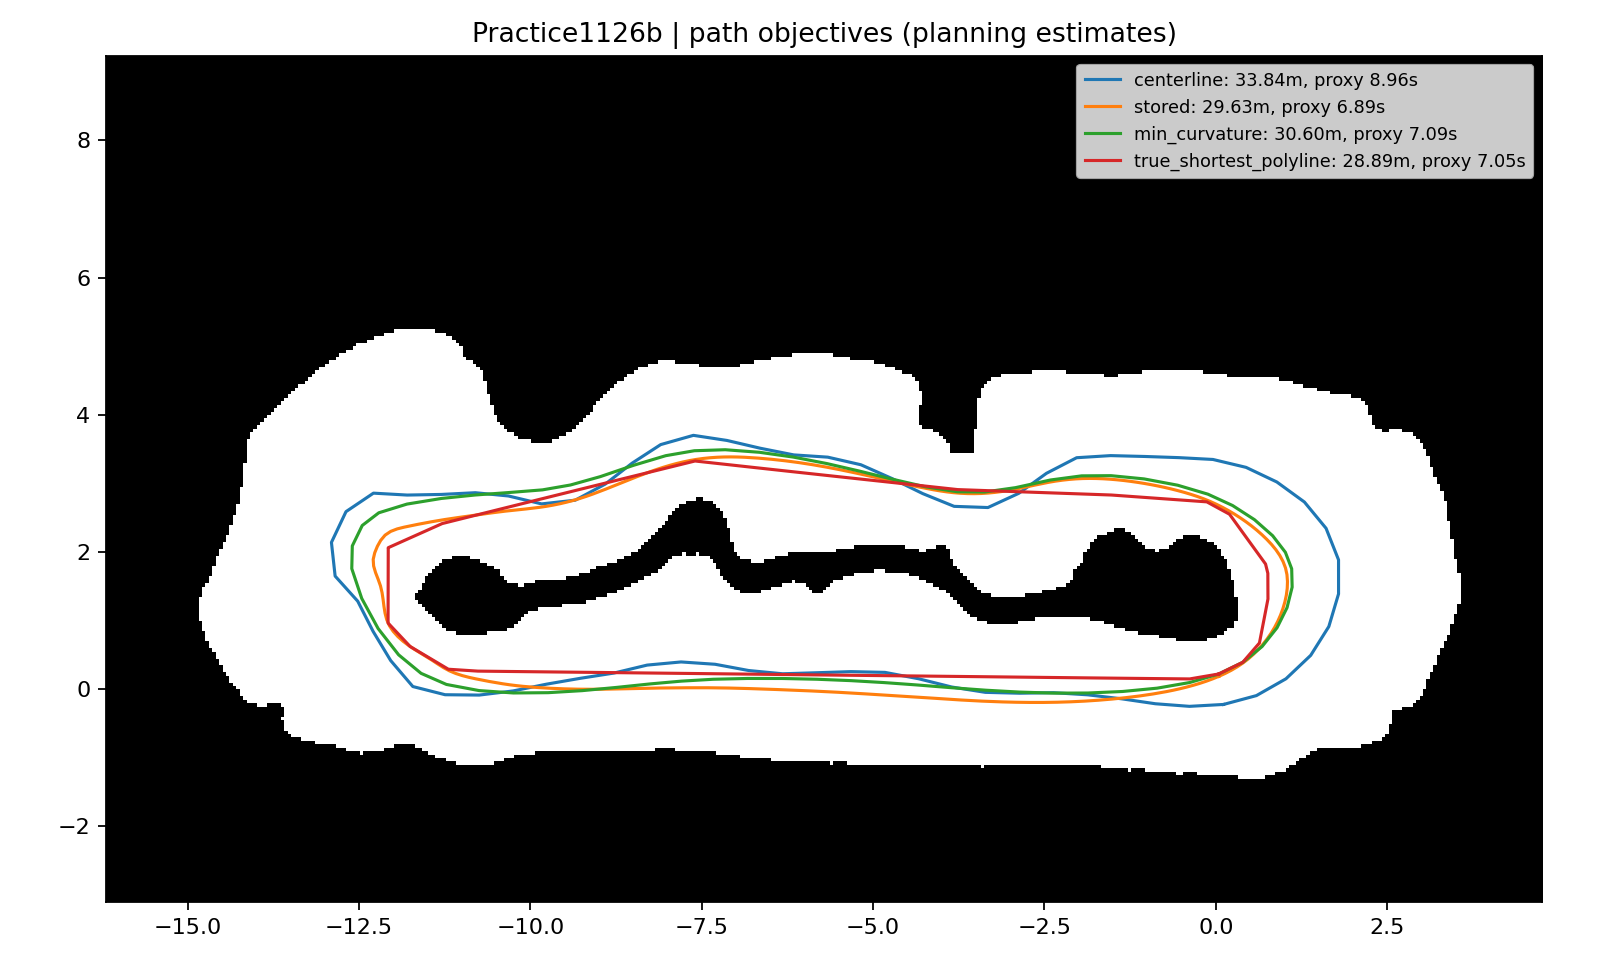 Practice1126b | path objectives (planning estimates)
centerline: 33.84m, proxy 8.96s
stored: 29.63m, proxy 6.89s
min_curvature: 30.60m, proxy 7.09s
true_shortest_polyline: 28.89m, proxy 7.05s
8
6
4
2
0
−2
−15.0 −12.5 −10.0 −7.5 −5.0 −2.5 0.0 2.5